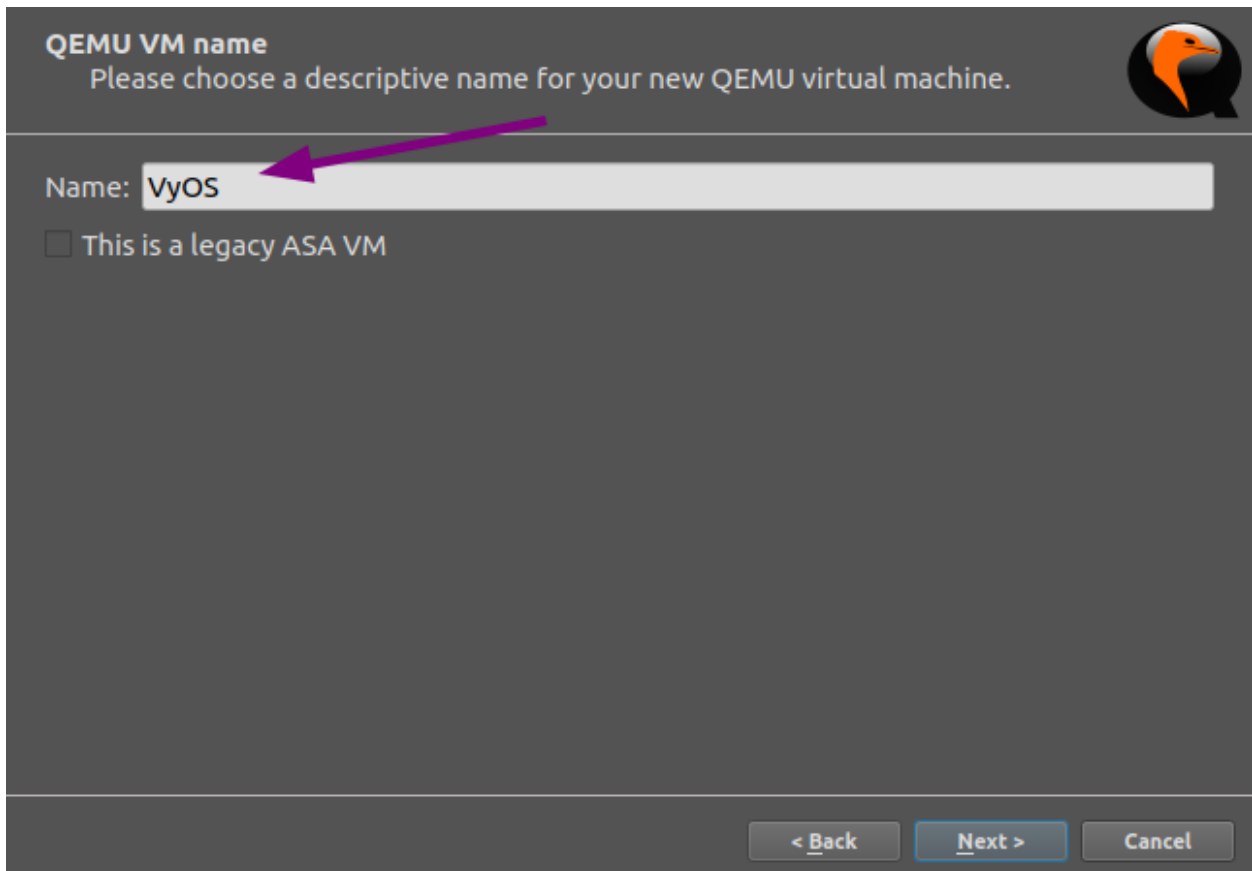 QEMU VM name
Please choose a descriptive name for your new QEMU virtual machine.
Name: VyOS
This is a legacy ASA VM
< Back Next > Cancel